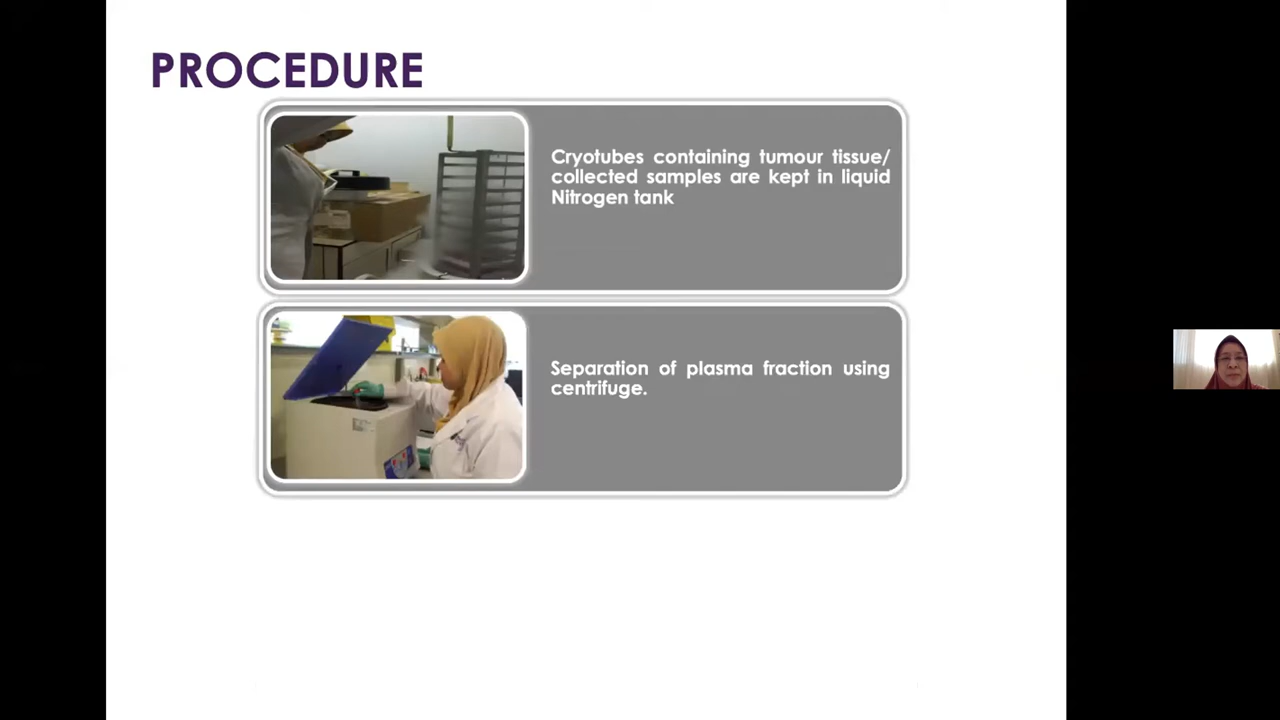 PROCEDURE
Cryotubes containing tumour tissue/
collected samples are kept in liquid
Nitrogen tank
Separation of plasma fraction using
centrifuge.